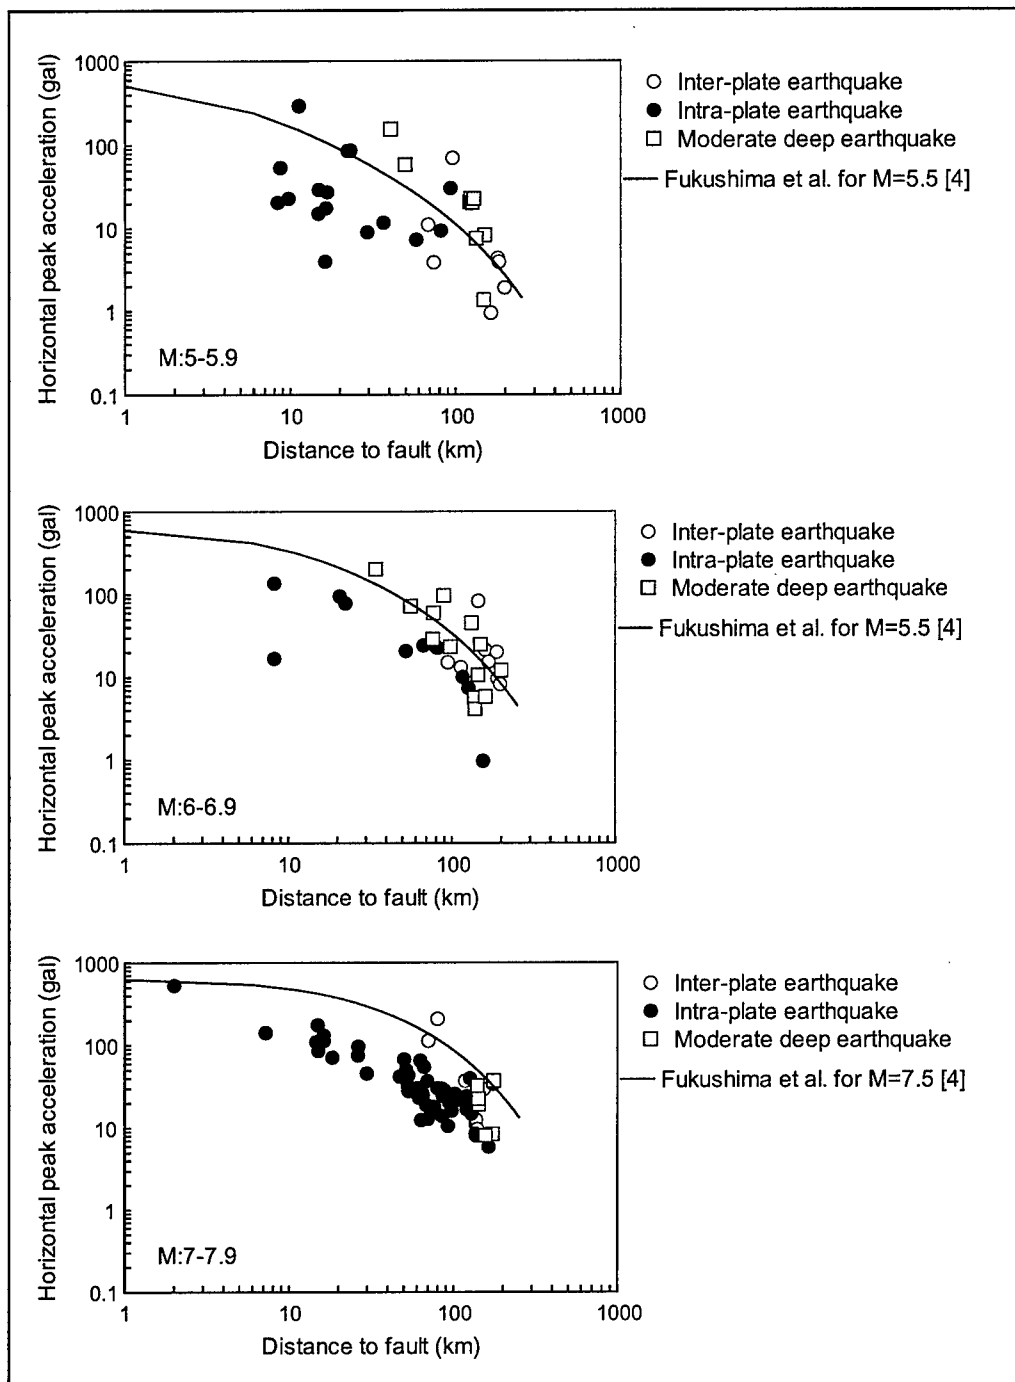 Horizontal peak acceleration (gal)
1000
100
10
1
0.1
M:5-5.9
1
10
100
1000
Distance to fault (km)
Inter-plate earthquake
Intra-plate earthquake
Moderate deep earthquake
Fukushima et al. for M=5.5 [4]
Horizontal peak acceleration (gal)
1000
100
10
1
0.1
M:6-6.9
1
10
100
1000
Distance to fault (km)
Inter-plate earthquake
Intra-plate earthquake
Moderate deep earthquake
Fukushima et al. for M=5.5 [4]
Horizontal peak acceleration (gal)
1000
100
10
1
0.1
M:7-7.9
1
10
100
1000
Distance to fault (km)
Inter-plate earthquake
Intra-plate earthquake
Moderate deep earthquake
Fukushima et al. for M=7.5 [4]